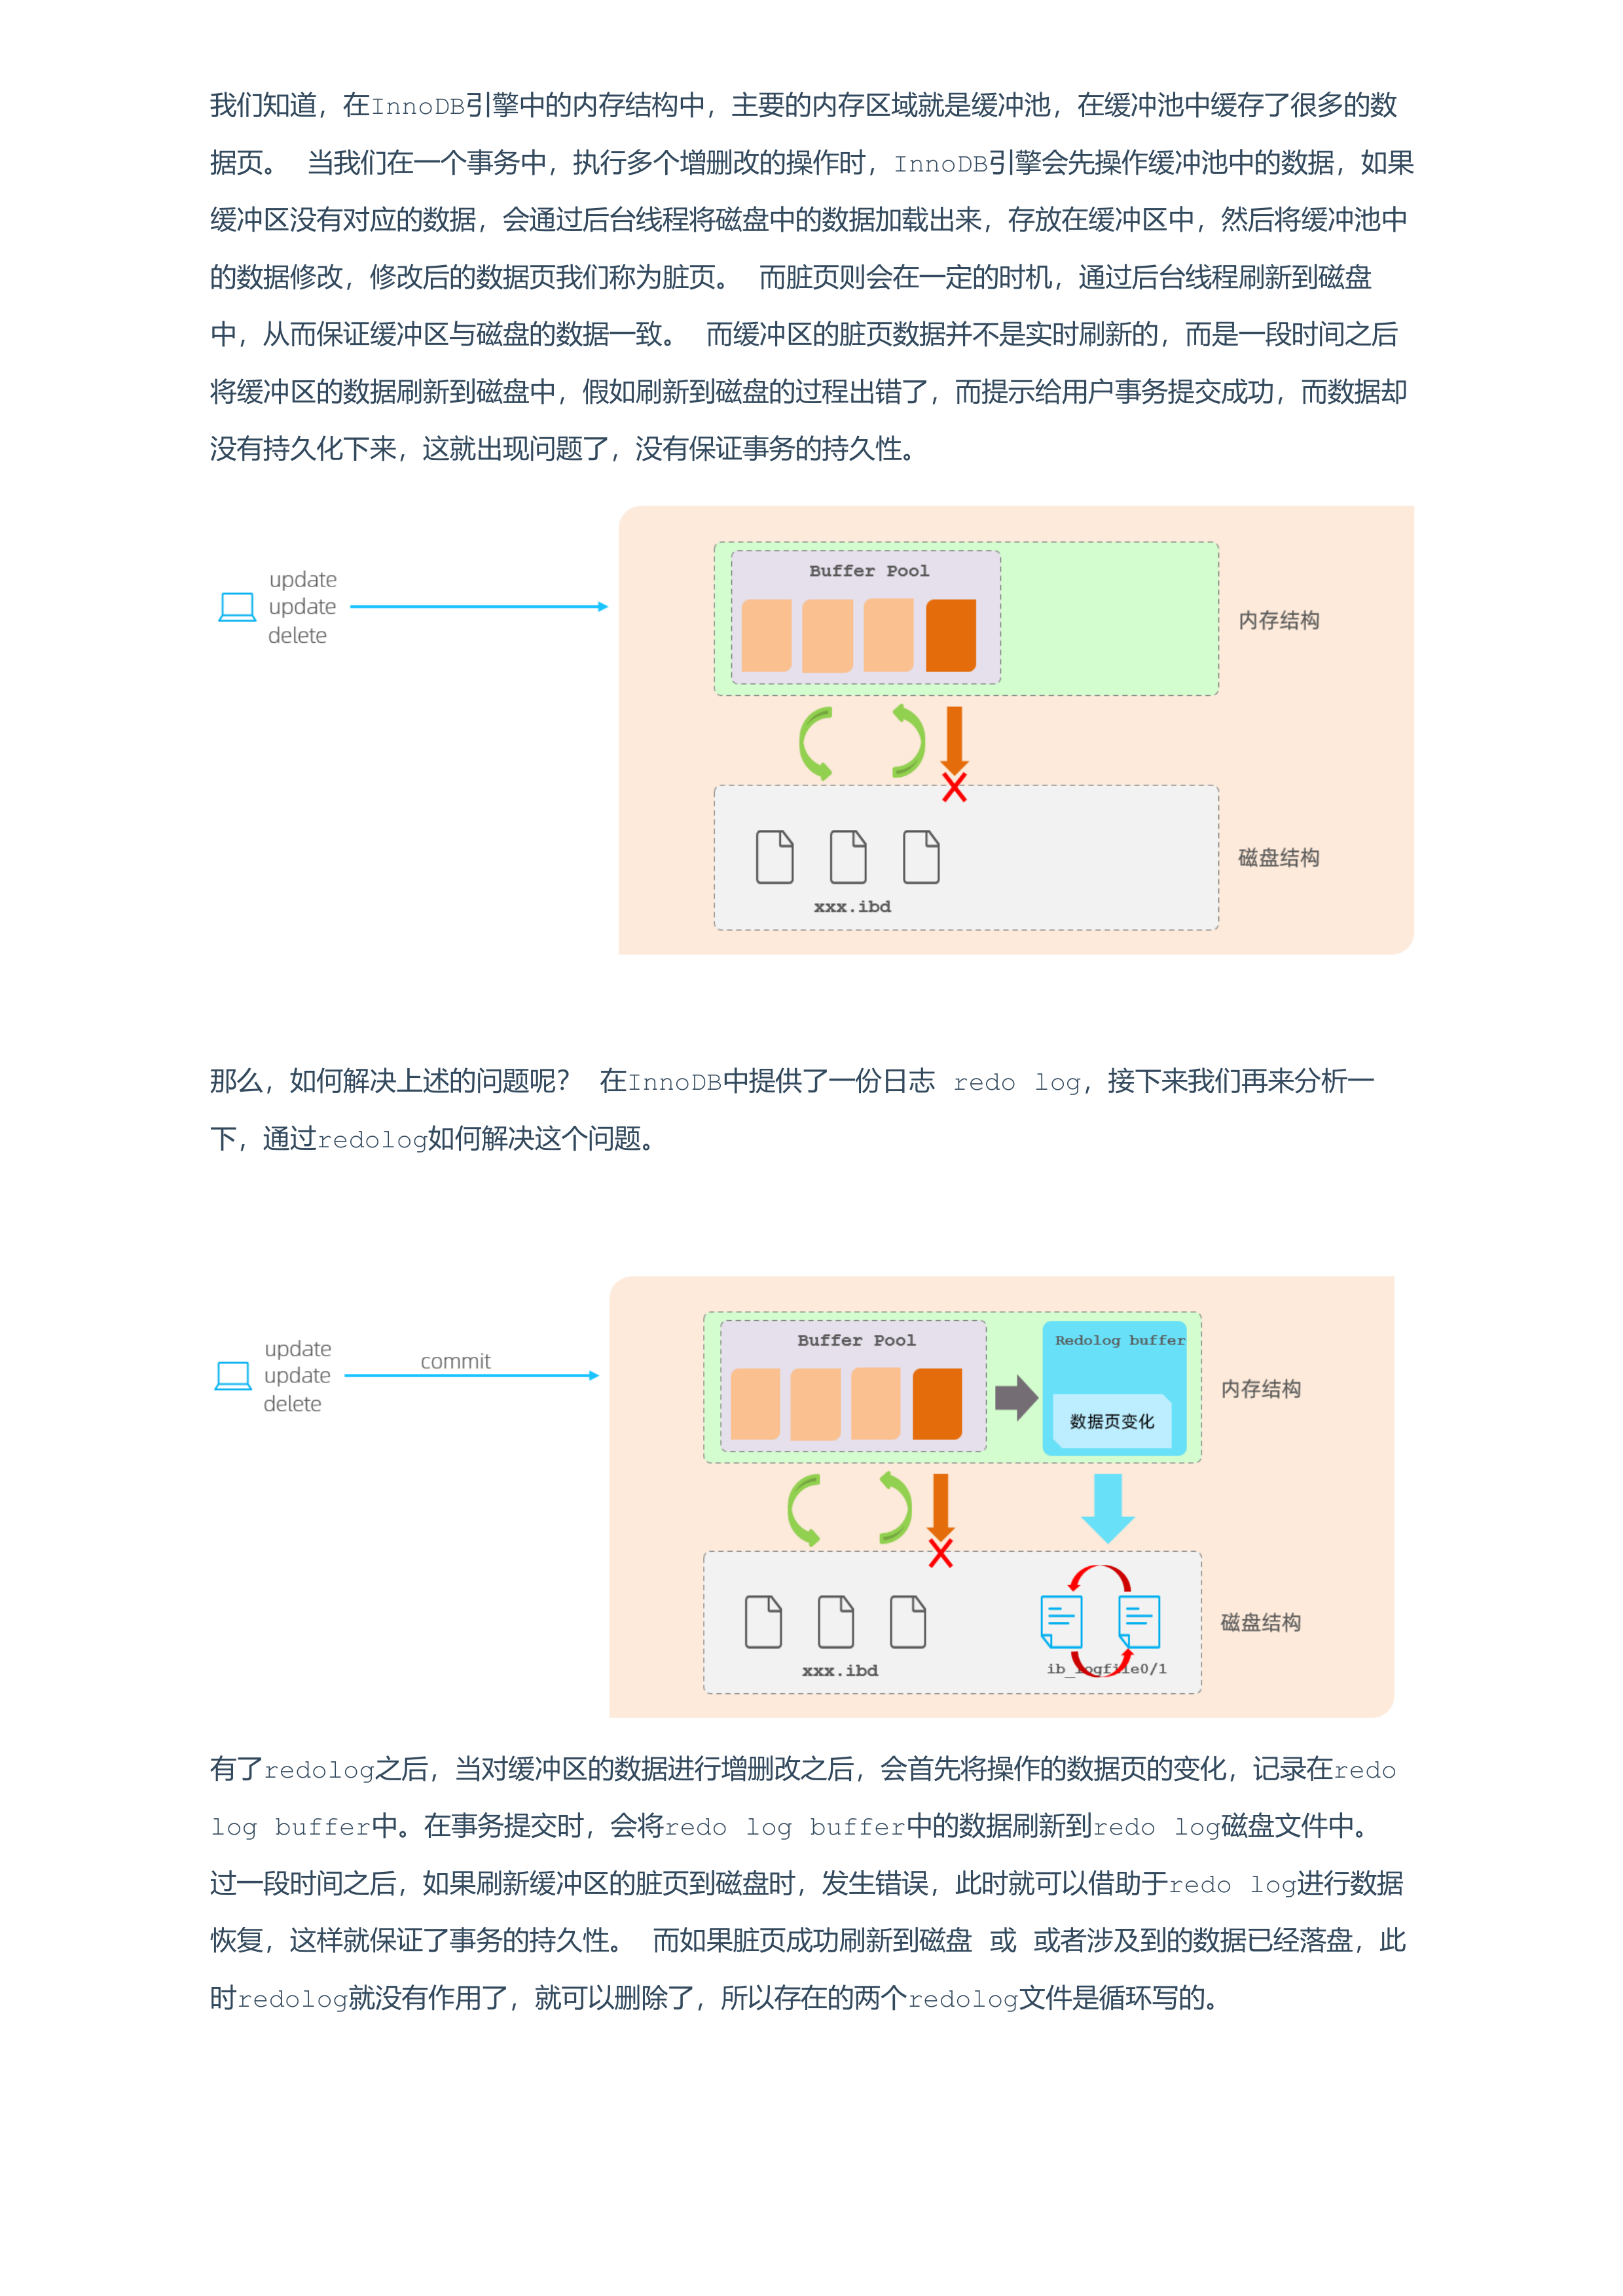 我们知道，在InnoDB引擎中的内存结构中，主要的内存区域就是缓冲池，在缓冲池中缓存了很多的数
据页。 当我们在一个事务中，执行多个增删改的操作时，InnoDB引擎会先操作缓冲池中的数据，如果
缓冲区没有对应的数据，会通过后台线程将磁盘中的数据加载出来，存放在缓冲区中，然后将缓冲池中
的数据修改，修改后的数据页我们称为脏页。 而脏页则会在一定的时机，通过后台线程刷新到磁盘
中，从而保证缓冲区与磁盘的数据一致。 而缓冲区的脏页数据并不是实时刷新的，而是一段时间之后
将缓冲区的数据刷新到磁盘中，假如刷新到磁盘的过程出错了，而提示给用户事务提交成功，而数据却
没有持久化下来，这就出现问题了，没有保证事务的持久性。
Buffer Pool
update
update
delete
内存结构
磁盘结构
xxx.ibd
那么，如何解决上述的问题呢？ 在InnoDB中提供了一份日志 redo log，接下来我们再来分析一
下，通过redolog如何解决这个问题。
Buffer Pool
Redolog buffer
update
update
delete
commit
内存结构
数据页变化
磁盘结构
xxx.ibd
ib_logfile0/1
有了redolog之后，当对缓冲区的数据进行增删改之后，会首先将操作的数据页的变化，记录在redo
log buffer中。在事务提交时，会将redo log buffer中的数据刷新到redo log磁盘文件中。
过一段时间之后，如果刷新缓冲区的脏页到磁盘时，发生错误，此时就可以借助于redo log进行数据
恢复，这样就保证了事务的持久性。 而如果脏页成功刷新到磁盘 或 或者涉及到的数据已经落盘，此
时redolog就没有作用了，就可以删除了，所以存在的两个redolog文件是循环写的。